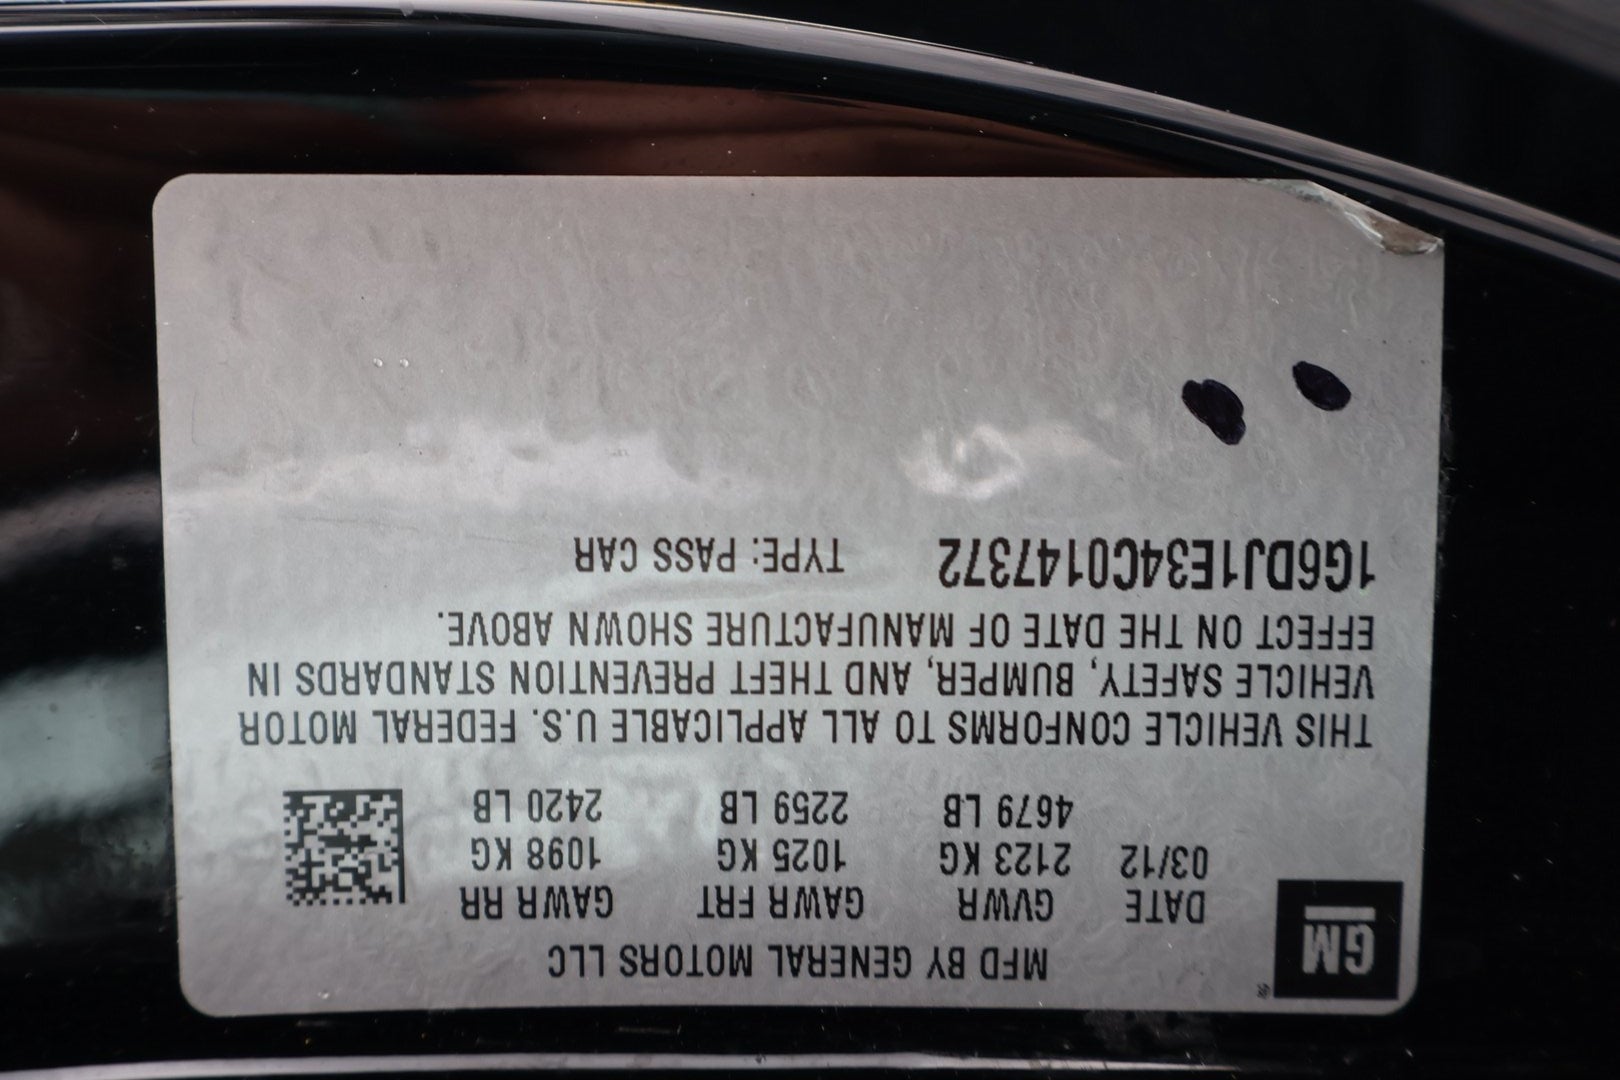 GM
MFD BY GENERAL MOTORS LLC
DATE GVWR GAWR FRT GAWR RR
03/12 2123 KG 1025 KG 1098 KG
4679 LB 2259 LB 2420 LB
THIS VEHICLE CONFORMS TO ALL APPLICABLE U.S. FEDERAL MOTOR
VEHICLE SAFETY, BUMPER, AND THEFT PREVENTION STANDARDS IN
EFFECT ON THE DATE OF MANUFACTURE SHOWN ABOVE.
1G6DJ1E34C0147372 TYPE: PASS CAR